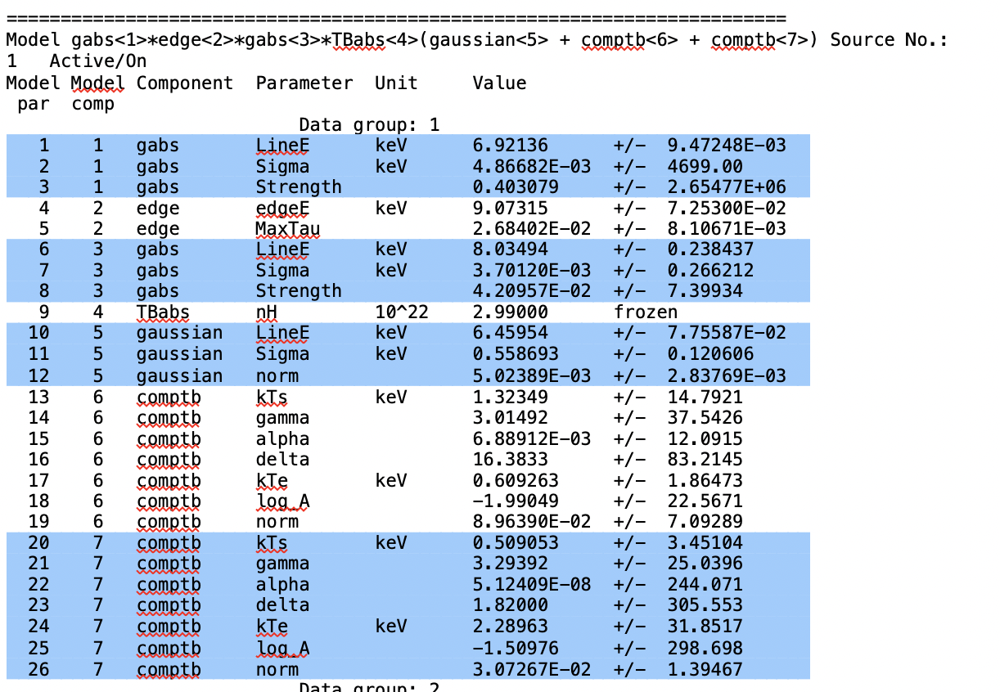 ========================================================================
Model gabs<1>*edge<2>*gabs<3>*TBabs<4>(gaussian<5> + comptb<6> + comptb<7>) Source No.:
1   Active/On
Model Model Component  Parameter  Unit     Value
 par  comp
                           Data group: 1
   1    1   gabs       LineE      keV      6.92136      +/-  9.47248E-03
   2    1   gabs       Sigma      keV      4.86682E-03  +/-  4699.00
   3    1   gabs       Strength            0.403079     +/-  2.65477E+06
   4    2   edge       edgeE      keV      9.07315      +/-  7.25300E-02
   5    2   edge       MaxTau              2.68402E-02  +/-  8.10671E-03
   6    3   gabs       LineE      keV      8.03494      +/-  0.238437
   7    3   gabs       Sigma      keV      3.70120E-03  +/-  0.266212
   8    3   gabs       Strength            4.20957E-02  +/-  7.39934
   9    4   TBabs      nH         10^22    2.99000      frozen
  10    5   gaussian   LineE      keV      6.45954      +/-  7.75587E-02
  11    5   gaussian   Sigma      keV      0.558693     +/-  0.120606
  12    5   gaussian   norm                5.02389E-03  +/-  2.83769E-03
  13    6   comptb     kTs        keV      1.32349      +/-  14.7921
  14    6   comptb     gamma               3.01492      +/-  37.5426
  15    6   comptb     alpha               6.88912E-03  +/-  12.0915
  16    6   comptb     delta               16.3833      +/-  83.2145
  17    6   comptb     kTe        keV      0.609263     +/-  1.86473
  18    6   comptb     log_A               -1.99049     +/-  22.5671
  19    6   comptb     norm                8.96390E-02  +/-  7.09289
  20    7   comptb     kTs        keV      0.509053     +/-  3.45104
  21    7   comptb     gamma               3.29392      +/-  25.0396
  22    7   comptb     alpha               5.12409E-08  +/-  244.071
  23    7   comptb     delta               1.82000      +/-  305.553
  24    7   comptb     kTe        keV      2.28963      +/-  31.8517
  25    7   comptb     log_A               -1.50976     +/-  298.698
  26    7   comptb     norm                3.07267E-02  +/-  1.39467
                           Data group: 2